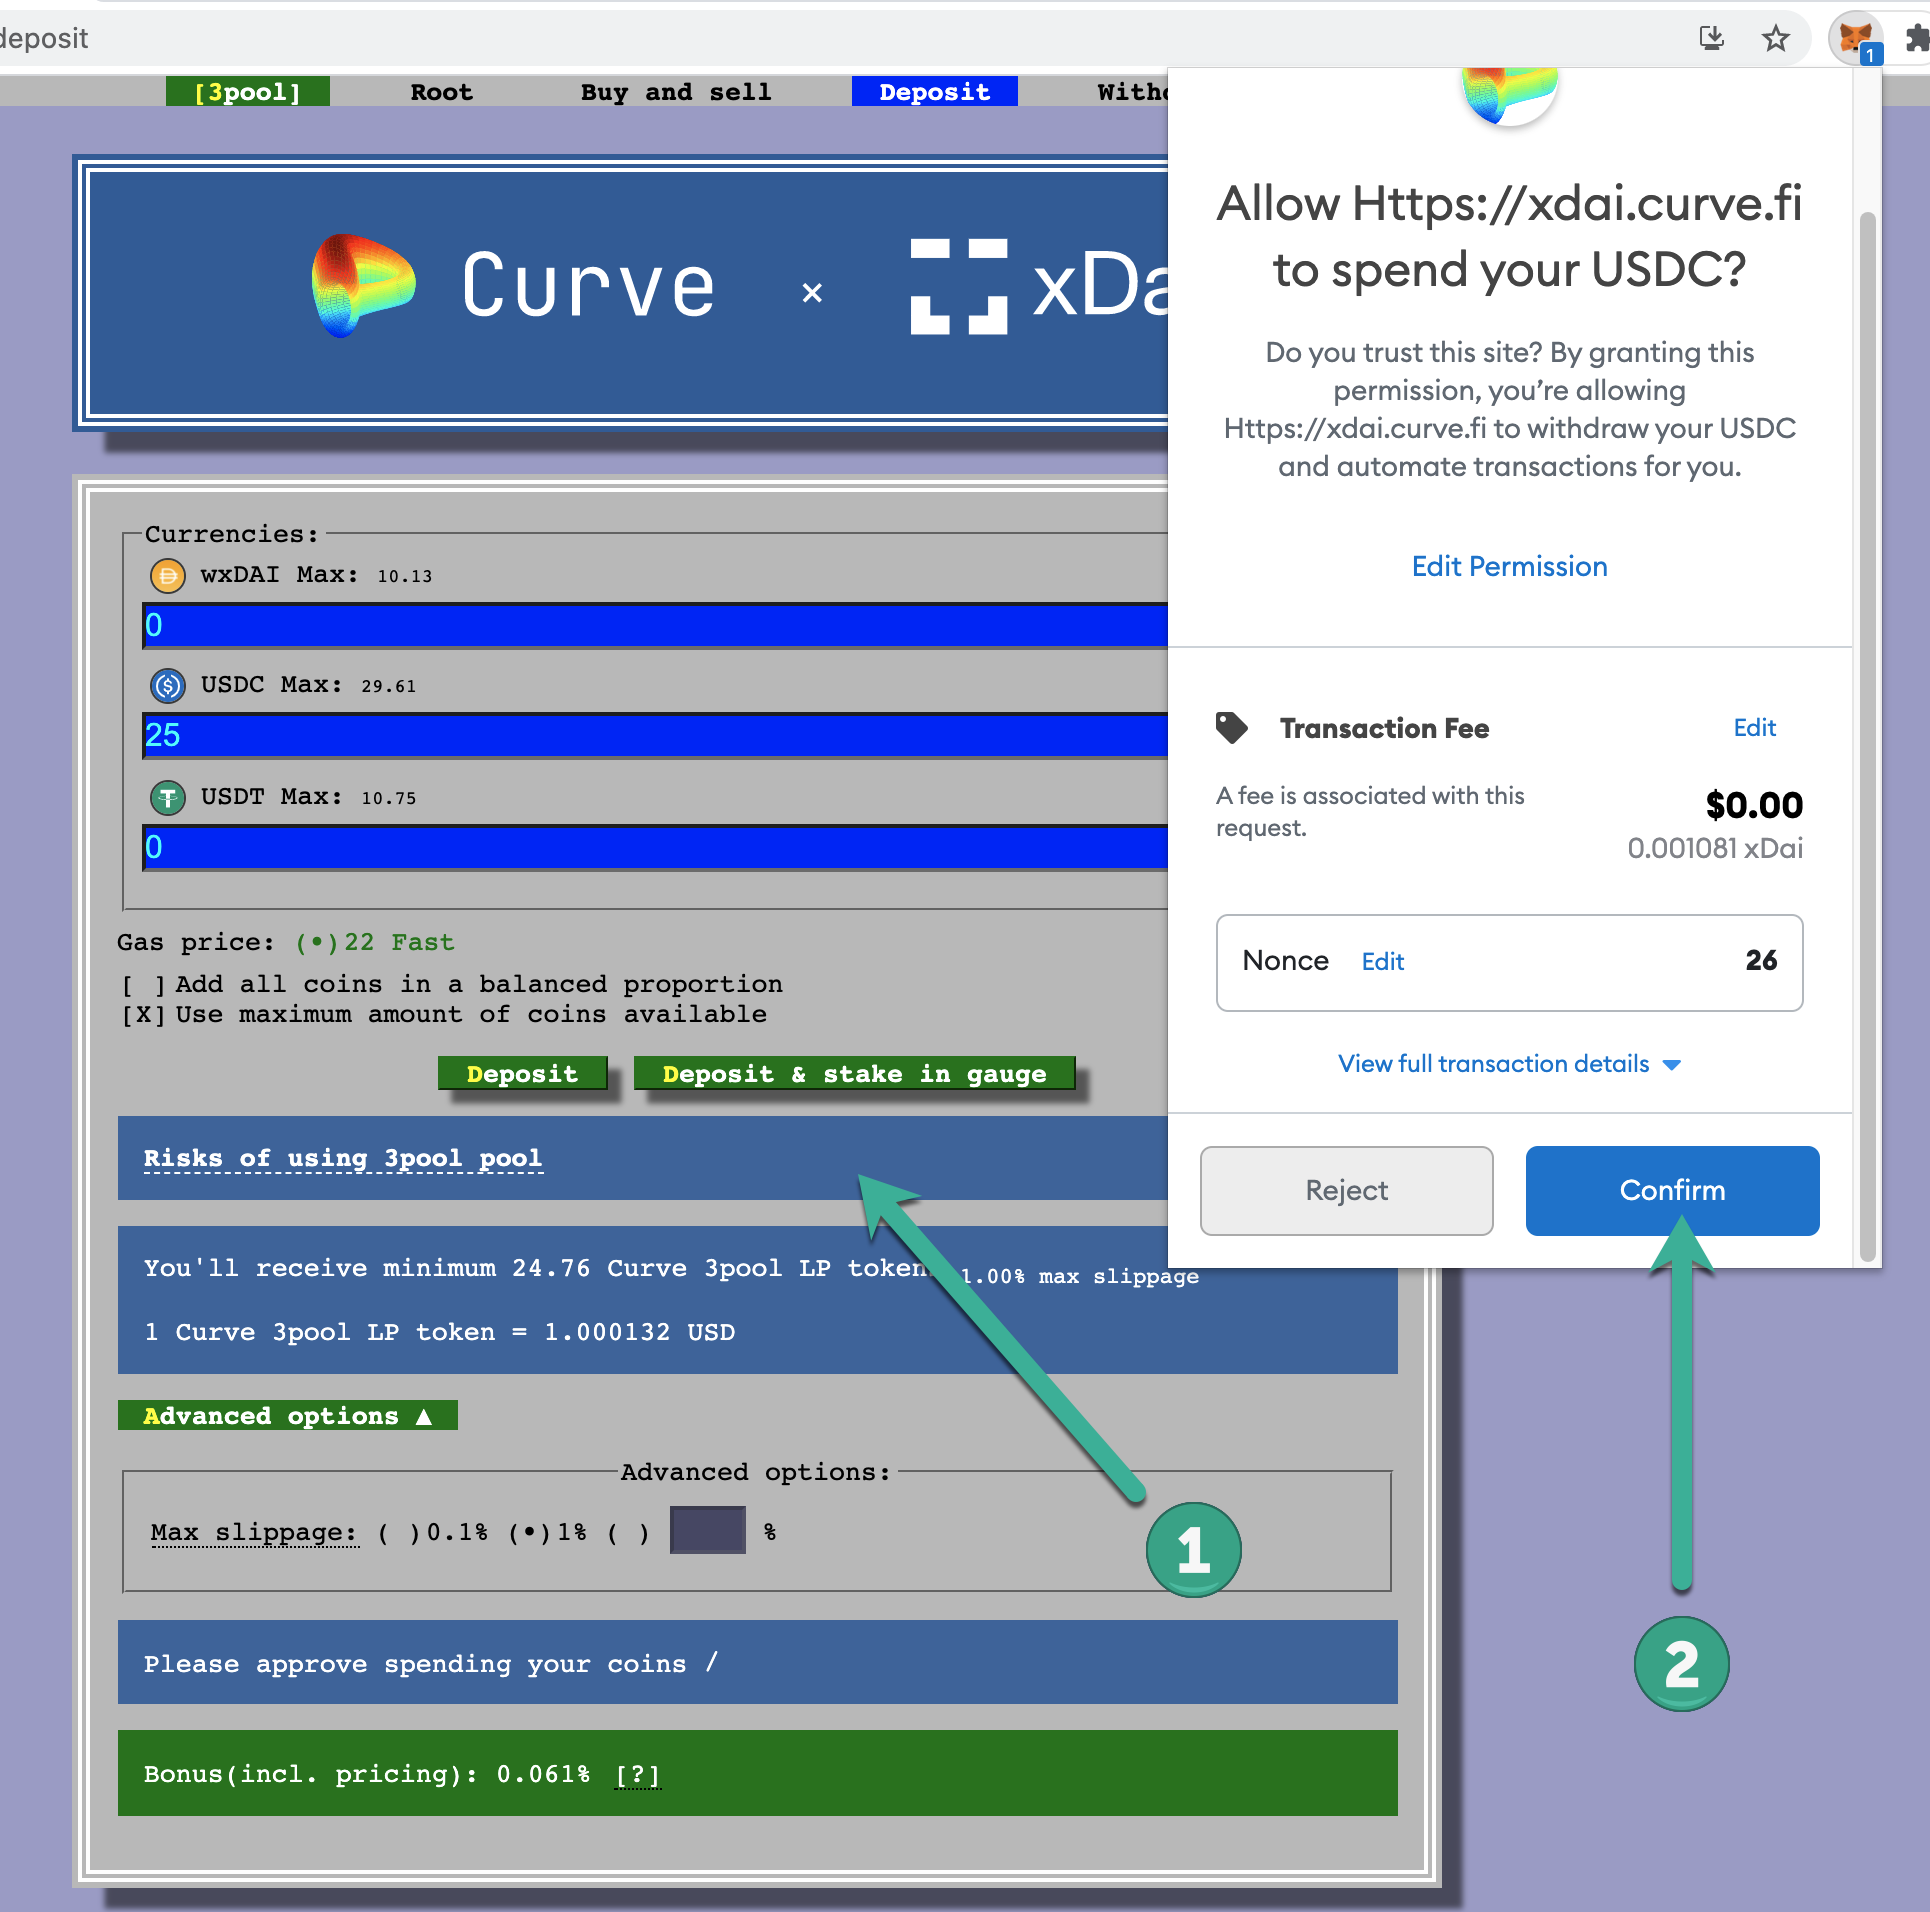 deposit
1
[3pool] Root Buy and sell Deposit Witho
Curve × xDa
Currencies:
wxDAI Max: 10.13
0
USDC Max: 29.61
25
USDT Max: 10.75
0
Gas price: (•)22 Fast
[ ] Add all coins in a balanced proportion
[X] Use maximum amount of coins available
Deposit Deposit & stake in gauge
Risks of using 3pool pool
You'll receive minimum 24.76 Curve 3pool LP token 1.00% max slippage
1 Curve 3pool LP token = 1.000132 USD
Advanced options ▲
Advanced options:
Max slippage: ( )0.1% (•)1% ( ) %
Please approve spending your coins /
Bonus(incl. pricing): 0.061% [?]
Allow Https://xdai.curve.fi
to spend your USDC?
Do you trust this site? By granting this
permission, you’re allowing
Https://xdai.curve.fi to withdraw your USDC
and automate transactions for you.
Edit Permission
Transaction Fee Edit
A fee is associated with this
request.
$0.00
0.001081 xDai
Nonce Edit 26
View full transaction details
Reject Confirm
1
2